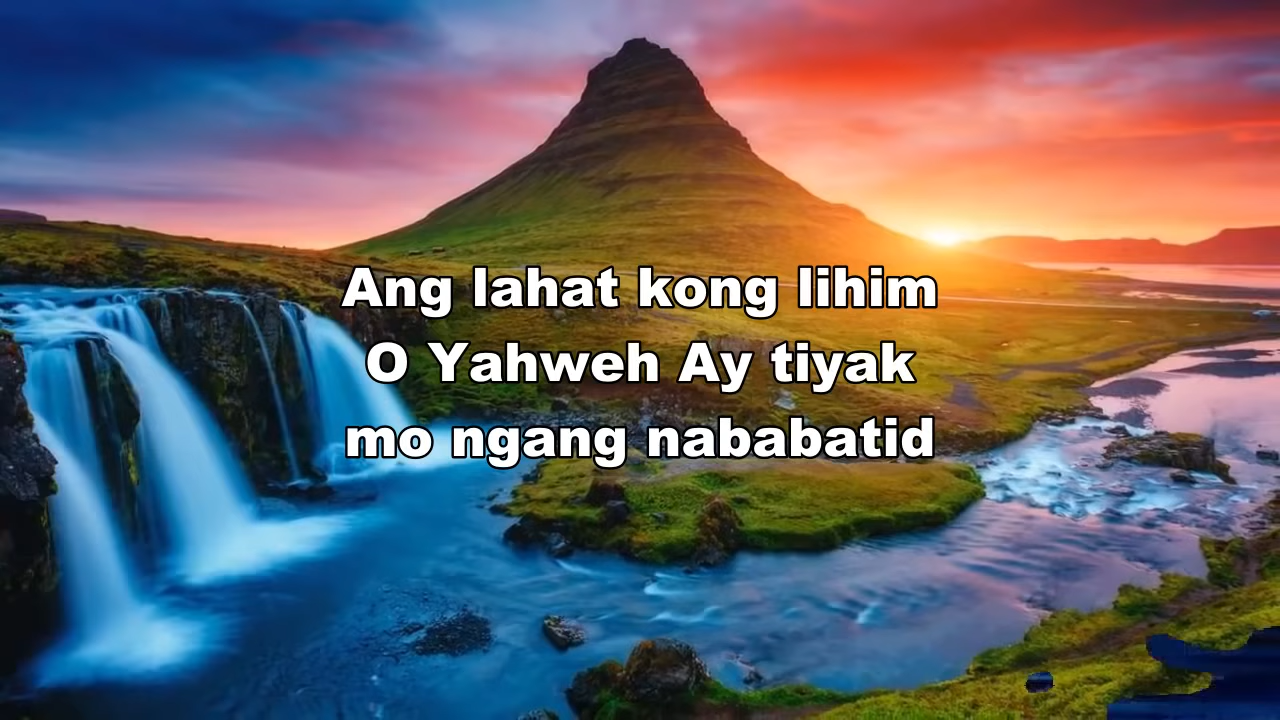 Ang lahat kong lihim
O Yahweh Ay tiyak
mo ngang nababatid